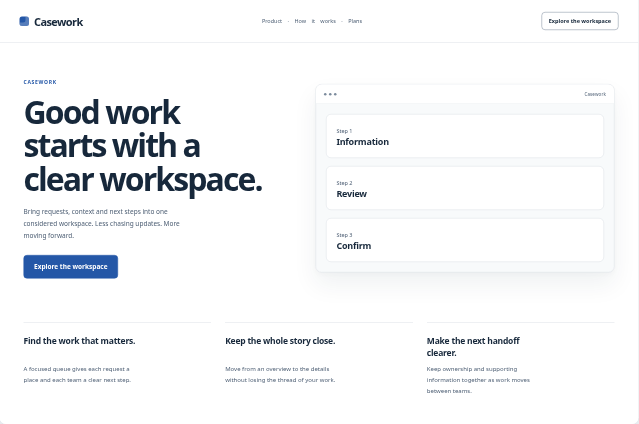 Casework
Product · How it works · Plans
Explore the workspace
CASEWORK
Good work
starts with a
clear workspace.
Bring requests, context and next steps into one
considered workspace. Less chasing updates. More
moving forward.
Explore the workspace
Casework
Step 1
Information
Step 2
Review
Step 3
Confirm
Find the work that matters.
A focused queue gives each request a
place and each team a clear next step.
Keep the whole story close.
Move from an overview to the details
without losing the thread of your work.
Make the next handoff
clearer.
Keep ownership and supporting
information together as work moves
between teams.